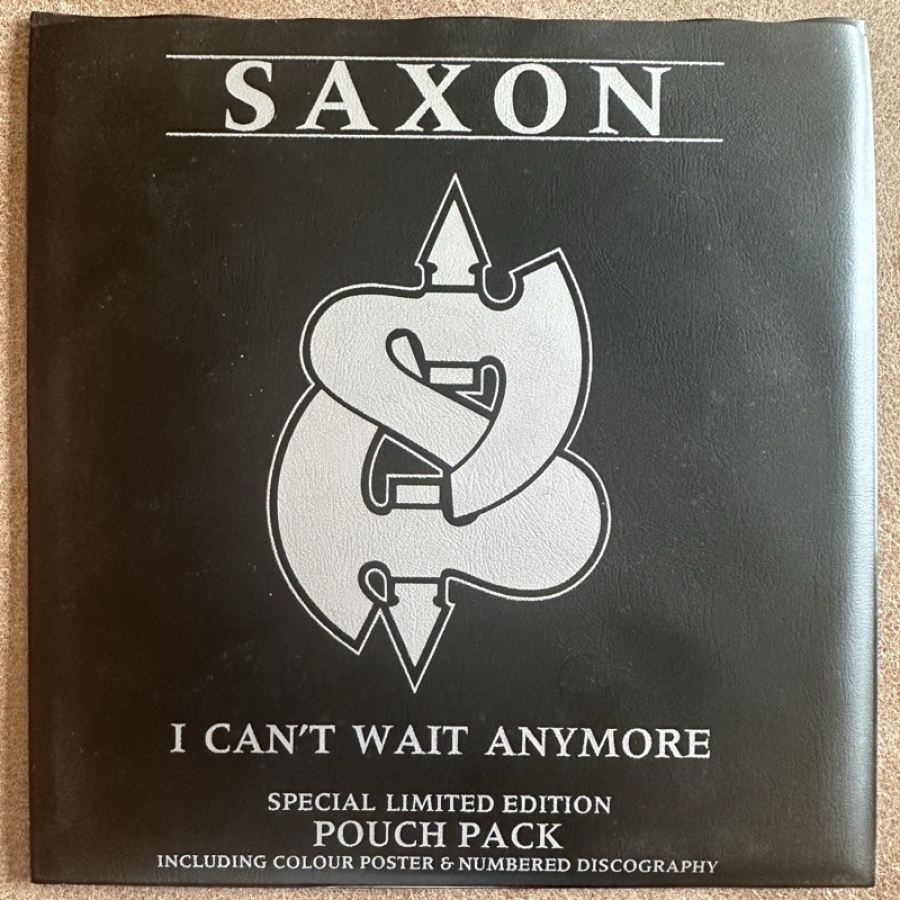 SAXON
I CAN'T WAIT ANYMORE
SPECIAL LIMITED EDITION
POUCH PACK
INCLUDING COLOUR POSTER & NUMBERED DISCOGRAPHY